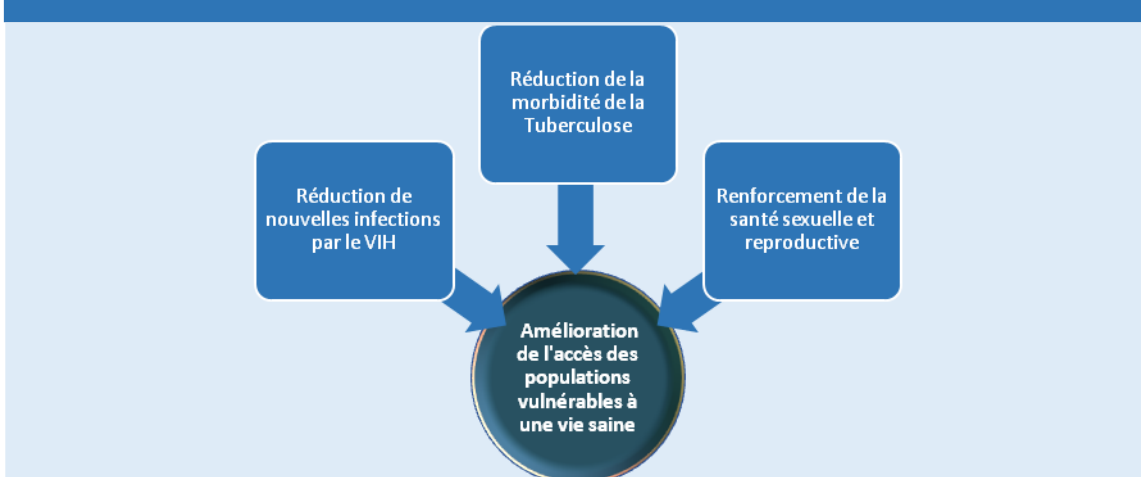 Réduction de la
morbidité de la
Tuberculose
Réduction de
nouvelles infections
par le VIH
Renforcement de la
santé sexuelle et
reproductive
Amélioration
de l'accès des
populations
vulnérables à
une vie saine